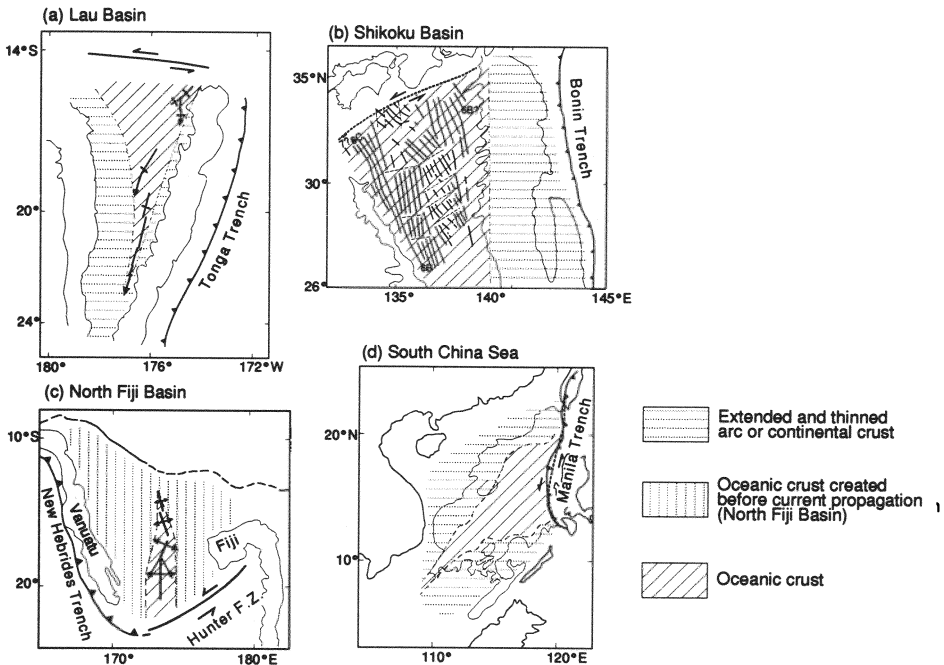 (a) Lau Basin
14°S
20°
24°
180°
176°
172°W
Tonga Trench
(b) Shikoku Basin
35°N
30°
26°
135°
140°
145°E
Bonin Trench
(c) North Fiji Basin
10°S
20°
170°
180°E
New Hebrides Trench
Vanuatu
Fiji
Hunter F.Z.
(d) South China Sea
20°N
10°
110°
120°E
Manila Trench
Extended and thinned
arc or continental crust
Oceanic crust created
before current propagation
(North Fiji Basin)
Oceanic crust